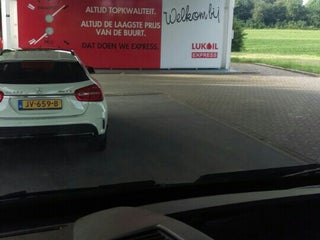 ALTIJD TOPKWALITEIT.
ALTIJD DE LAAGSTE PRIJS
VAN DE BUURT.
DAT DOEN WE EXPRESS.
Welkom bij
LUKOIL
EXPRESS
JV-659-B